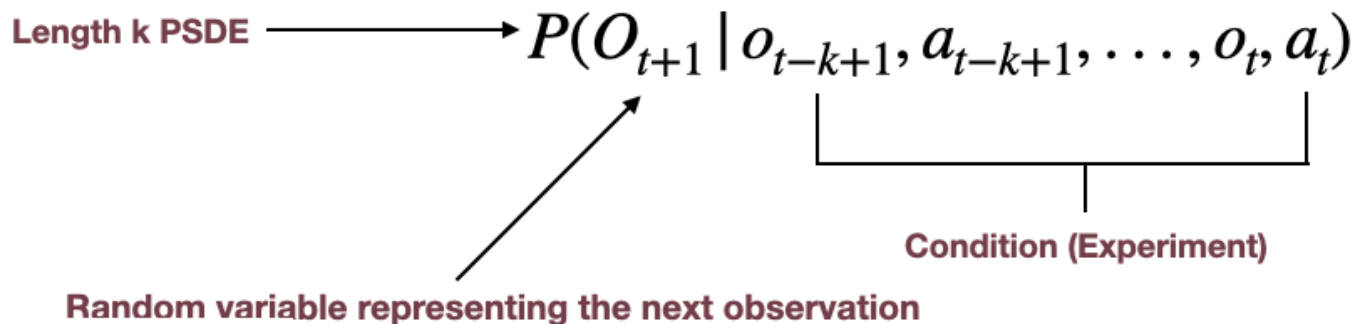 Length k PSDE
P(O_{t+1} | o_{t−k+1}, a_{t−k+1}, . . . , o_t, a_t)
Condition (Experiment)
Random variable representing the next observation